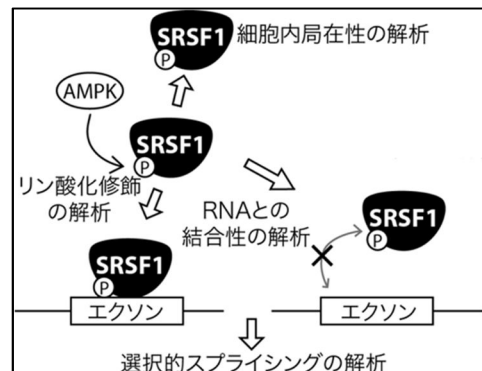 SRSF1
P
細胞内局在性の解析
AMPK
SRSF1
P
リン酸化修飾
の解析
RNAとの
結合性の解析
SRSF1
P
SRSF1
P
エクソン
エクソン
選択的スプライシングの解析